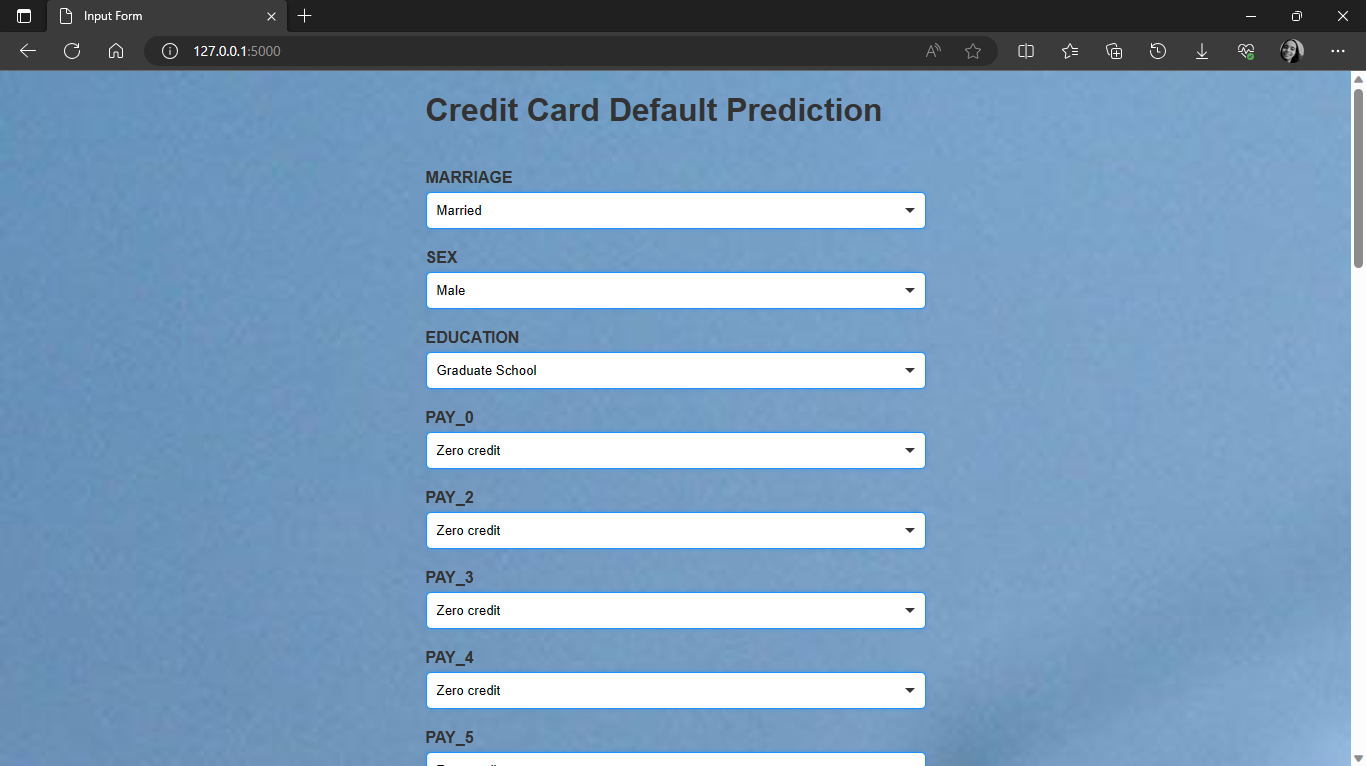 Input Form
127.0.0.1:5000
Credit Card Default Prediction
MARRIAGE
Married
SEX
Male
EDUCATION
Graduate School
PAY_0
Zero credit
PAY_2
Zero credit
PAY_3
Zero credit
PAY_4
Zero credit
PAY_5